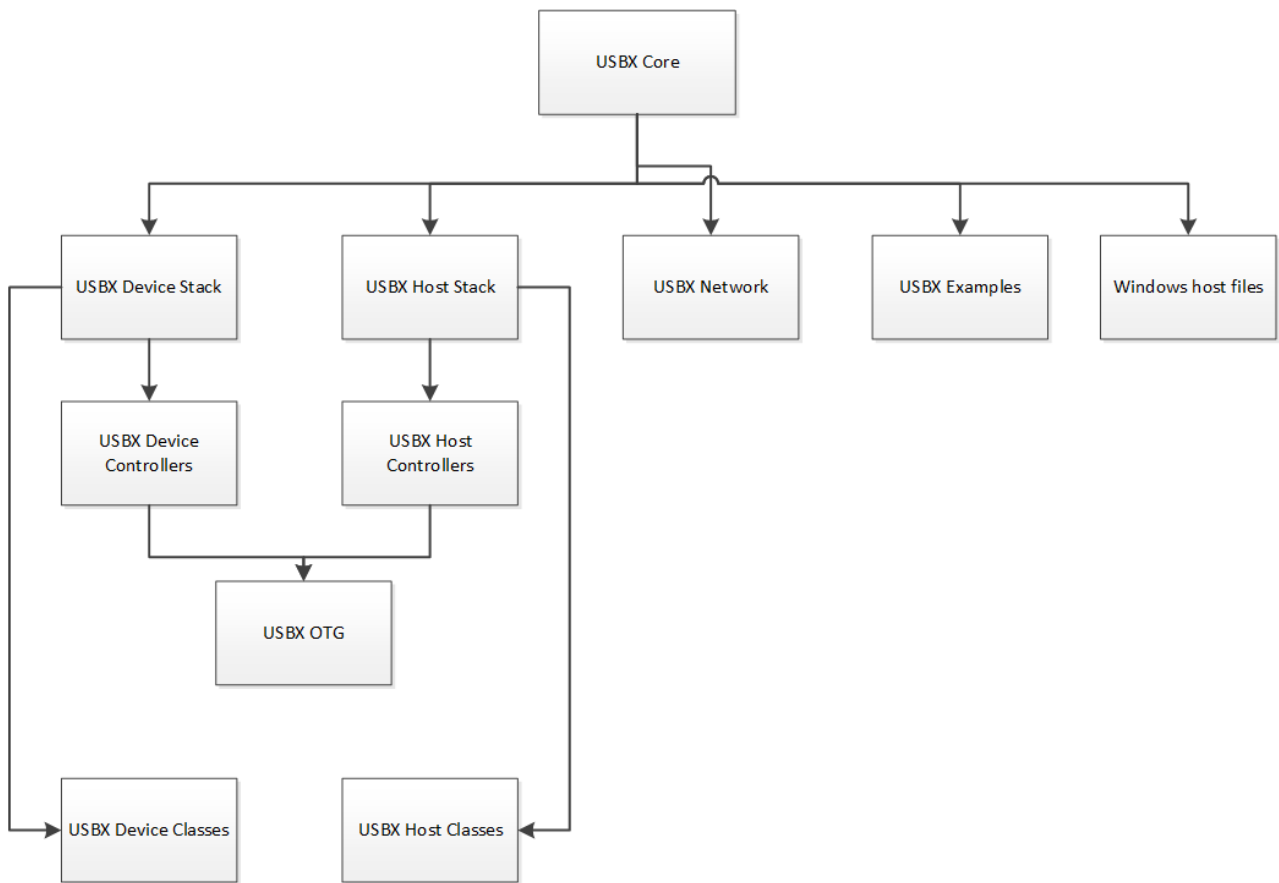 USBX Core
USBX Device Stack
USBX Host Stack
USBX Network
USBX Examples
Windows host files
USBX Device
Controllers
USBX Host
Controllers
USBX OTG
USBX Device Classes
USBX Host Classes